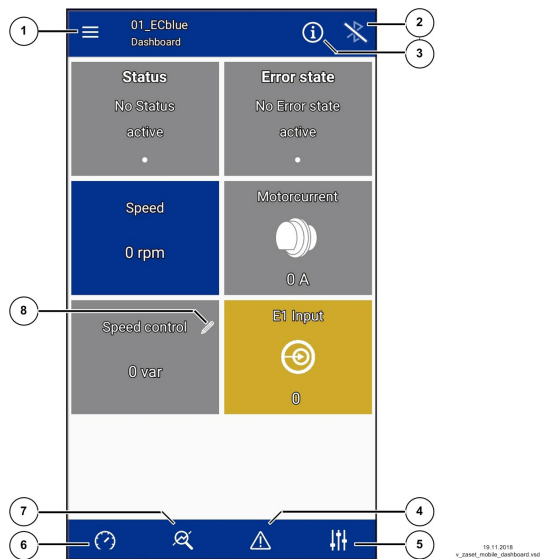 1
01_ECblue
Dashboard
2
3
Status
No Status
active
Error state
No Error state
active
Speed
0 rpm
Motorcurrent
0 A
8
Speed control
0 var
E1 Input
0
7
4
6
5
19.11.2018
v_zaset_mobile_dashboard.vsd